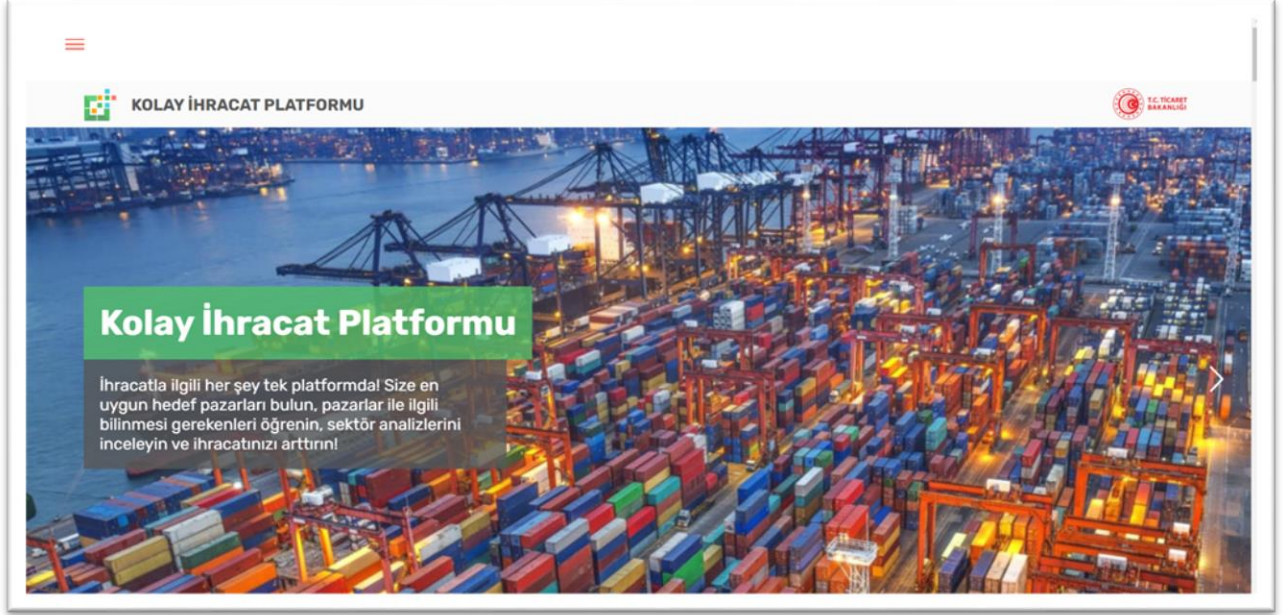 KOLAY İHRACAT PLATFORMU
T.C. TİCARET
BAKANLIĞI
Kolay İhracat Platformu
İhracatla ilgili her şey tek platformda! Size en
uygun hedef pazarları bulun, pazarlar ile ilgili
bilinmesi gerekenleri öğrenin, sektör analizlerini
inceleyin ve ihracatınızı arttırın!